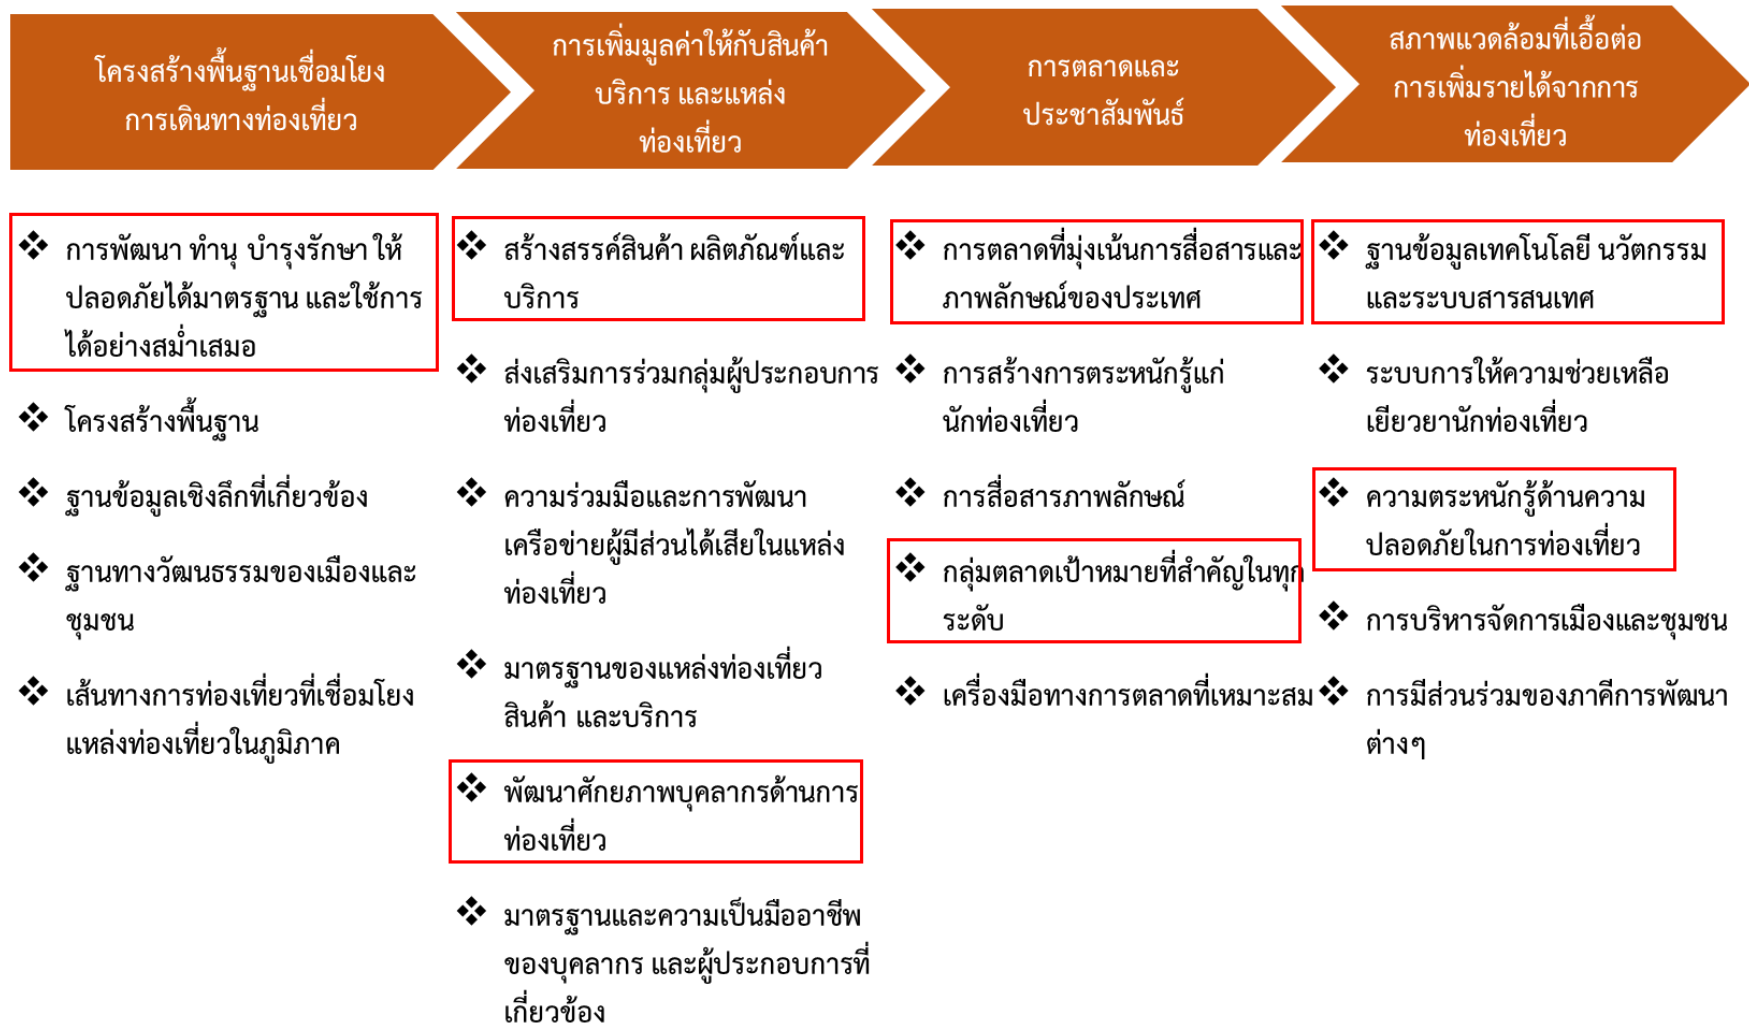 โครงสร้างพื้นฐานเชื่อมโยง
การเดินทางท่องเที่ยว
การเพิ่มมูลค่าให้กับสินค้า
บริการ และแหล่ง
ท่องเที่ยว
การตลาดและ
ประชาสัมพันธ์
สภาพแวดล้อมที่เอื้อต่อ
การเพิ่มรายได้จากการ
ท่องเที่ยว
❖ การพัฒนา ทำนุ บำรุงรักษา ให้
ปลอดภัยได้มาตรฐาน และใช้การ
ได้อย่างสม่ำเสมอ
❖ โครงสร้างพื้นฐาน
❖ ฐานข้อมูลเชิงลึกที่เกี่ยวข้อง
❖ ฐานทางวัฒนธรรมของเมืองและ
ชุมชน
❖ เส้นทางการท่องเที่ยวที่เชื่อมโยง
แหล่งท่องเที่ยวในภูมิภาค
❖ สร้างสรรค์สินค้า ผลิตภัณฑ์และ
บริการ
❖ ส่งเสริมการร่วมกลุ่มผู้ประกอบการ
ท่องเที่ยว
❖ ความร่วมมือและการพัฒนา
เครือข่ายผู้มีส่วนได้เสียในแหล่ง
ท่องเที่ยว
❖ มาตรฐานของแหล่งท่องเที่ยว
สินค้า และบริการ
❖ พัฒนาศักยภาพบุคลากรด้านการ
ท่องเที่ยว
❖ มาตรฐานและความเป็นมืออาชีพ
ของบุคลากร และผู้ประกอบการที่
เกี่ยวข้อง
❖ การตลาดที่มุ่งเน้นการสื่อสารและ
ภาพลักษณ์ของประเทศ
❖ การสร้างการตระหนักรู้แก่
นักท่องเที่ยว
❖ การสื่อสารภาพลักษณ์
❖ กลุ่มตลาดเป้าหมายที่สำคัญในทุก
ระดับ
❖ เครื่องมือทางการตลาดที่เหมาะสม
❖ ฐานข้อมูลเทคโนโลยี นวัตกรรม
และระบบสารสนเทศ
❖ ระบบการให้ความช่วยเหลือ
เยียวยานักท่องเที่ยว
❖ ความตระหนักรู้ด้านความ
ปลอดภัยในการท่องเที่ยว
❖ การบริหารจัดการเมืองและชุมชน
❖ การมีส่วนร่วมของภาคีการพัฒนา
ต่างๆ